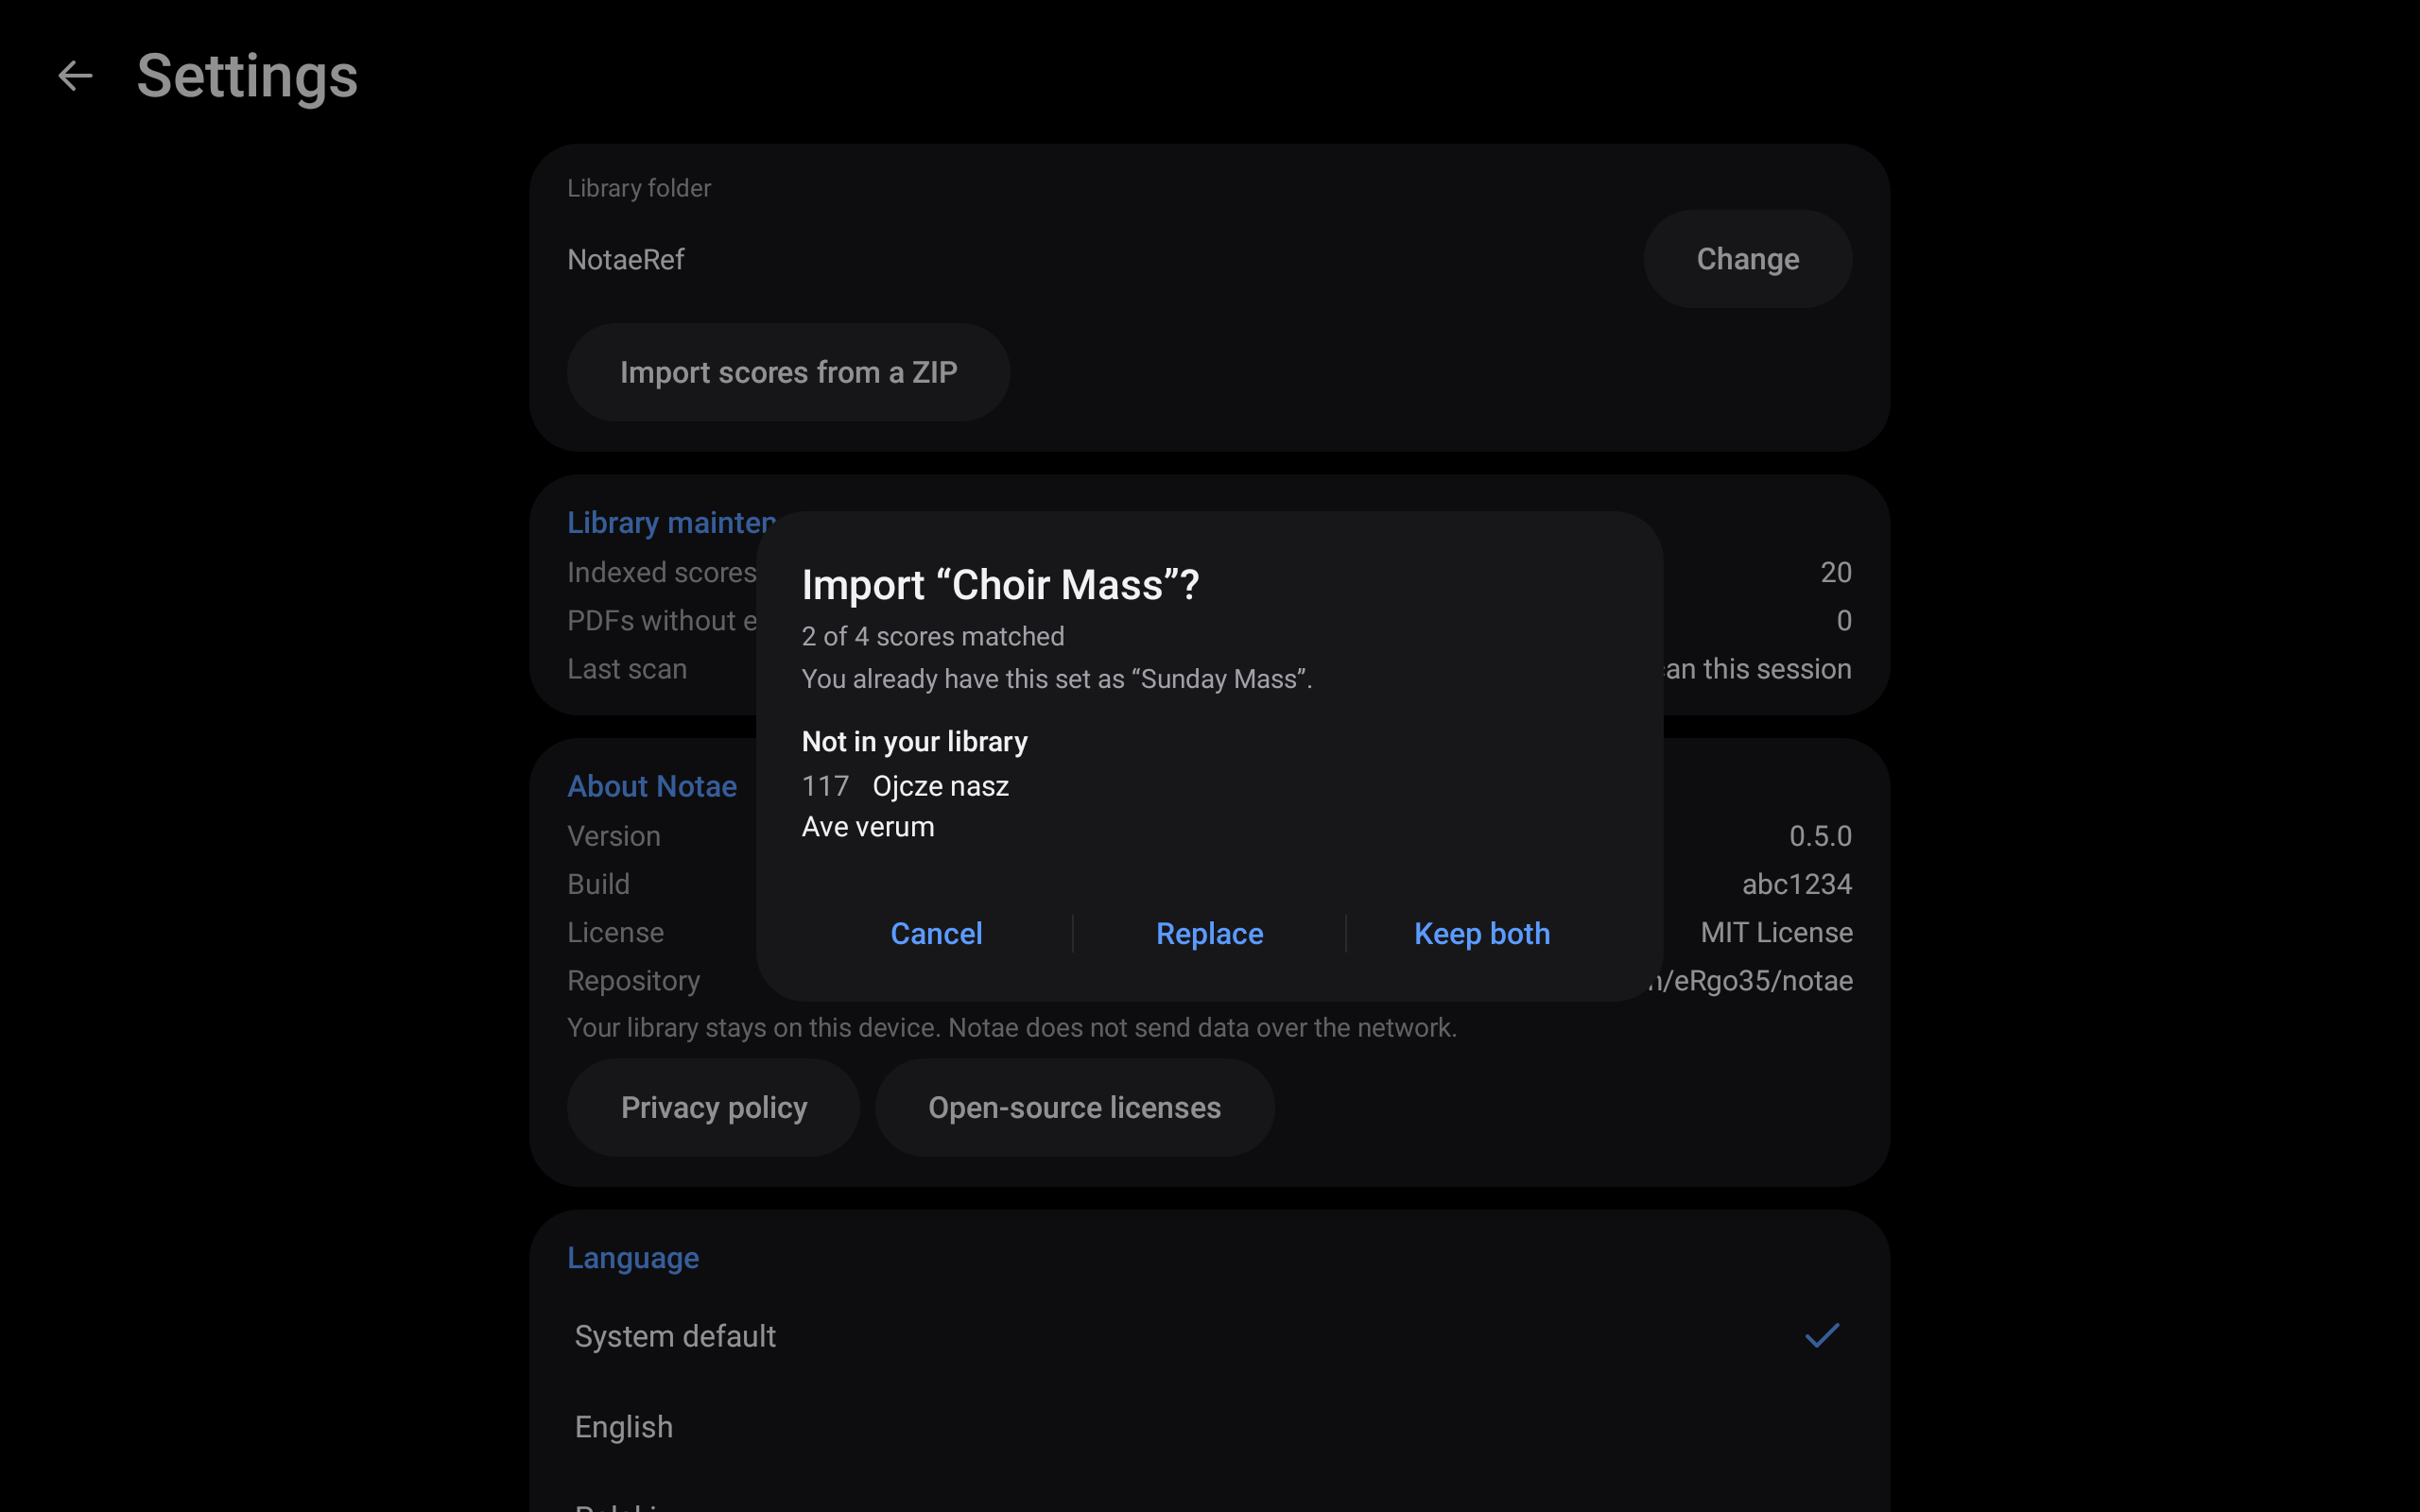 Settings
Library folder
NotaeRef
Change
Import scores from a ZIP
Library mainten
Indexed scores
20
PDFs without e
0
Last scan
an this session
Import “Choir Mass”?
2 of 4 scores matched
You already have this set as “Sunday Mass”.
Not in your library
117 Ojcze nasz
Ave verum
Cancel
Replace
Keep both
About Notae
Version
0.5.0
Build
abc1234
License
MIT License
Repository
/eRgo35/notae
Your library stays on this device. Notae does not send data over the network.
Privacy policy
Open-source licenses
Language
System default
English